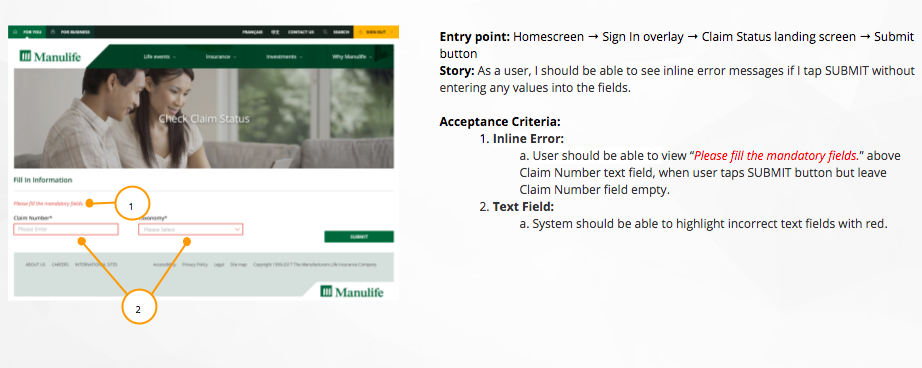 FOR YOU FOR BUSINESS FRANÇAIS 中文 CONTACT US SEARCH SIGN OUT
Manulife Life events Insurance Investments Why Manulife
Check Claim Status
Fill In Information
Please fill the mandatory fields.
1
Claim Number* Taxonomy*
Please Enter Please Select
SUBMIT
ABOUT US CAREERS INTERNATIONAL SITES Accessibility Privacy Policy Legal Site map Copyright 1999-2017 The Manufacturers Life Insurance Company
Manulife
2
Entry point: Homescreen → Sign In overlay → Claim Status landing screen → Submit
button
Story: As a user, I should be able to see inline error messages if I tap SUBMIT without
entering any values into the fields.
Acceptance Criteria:
1. Inline Error:
a. User should be able to view “Please fill the mandatory fields.” above
Claim Number text field, when user taps SUBMIT button but leave
Claim Number field empty.
2. Text Field:
a. System should be able to highlight incorrect text fields with red.